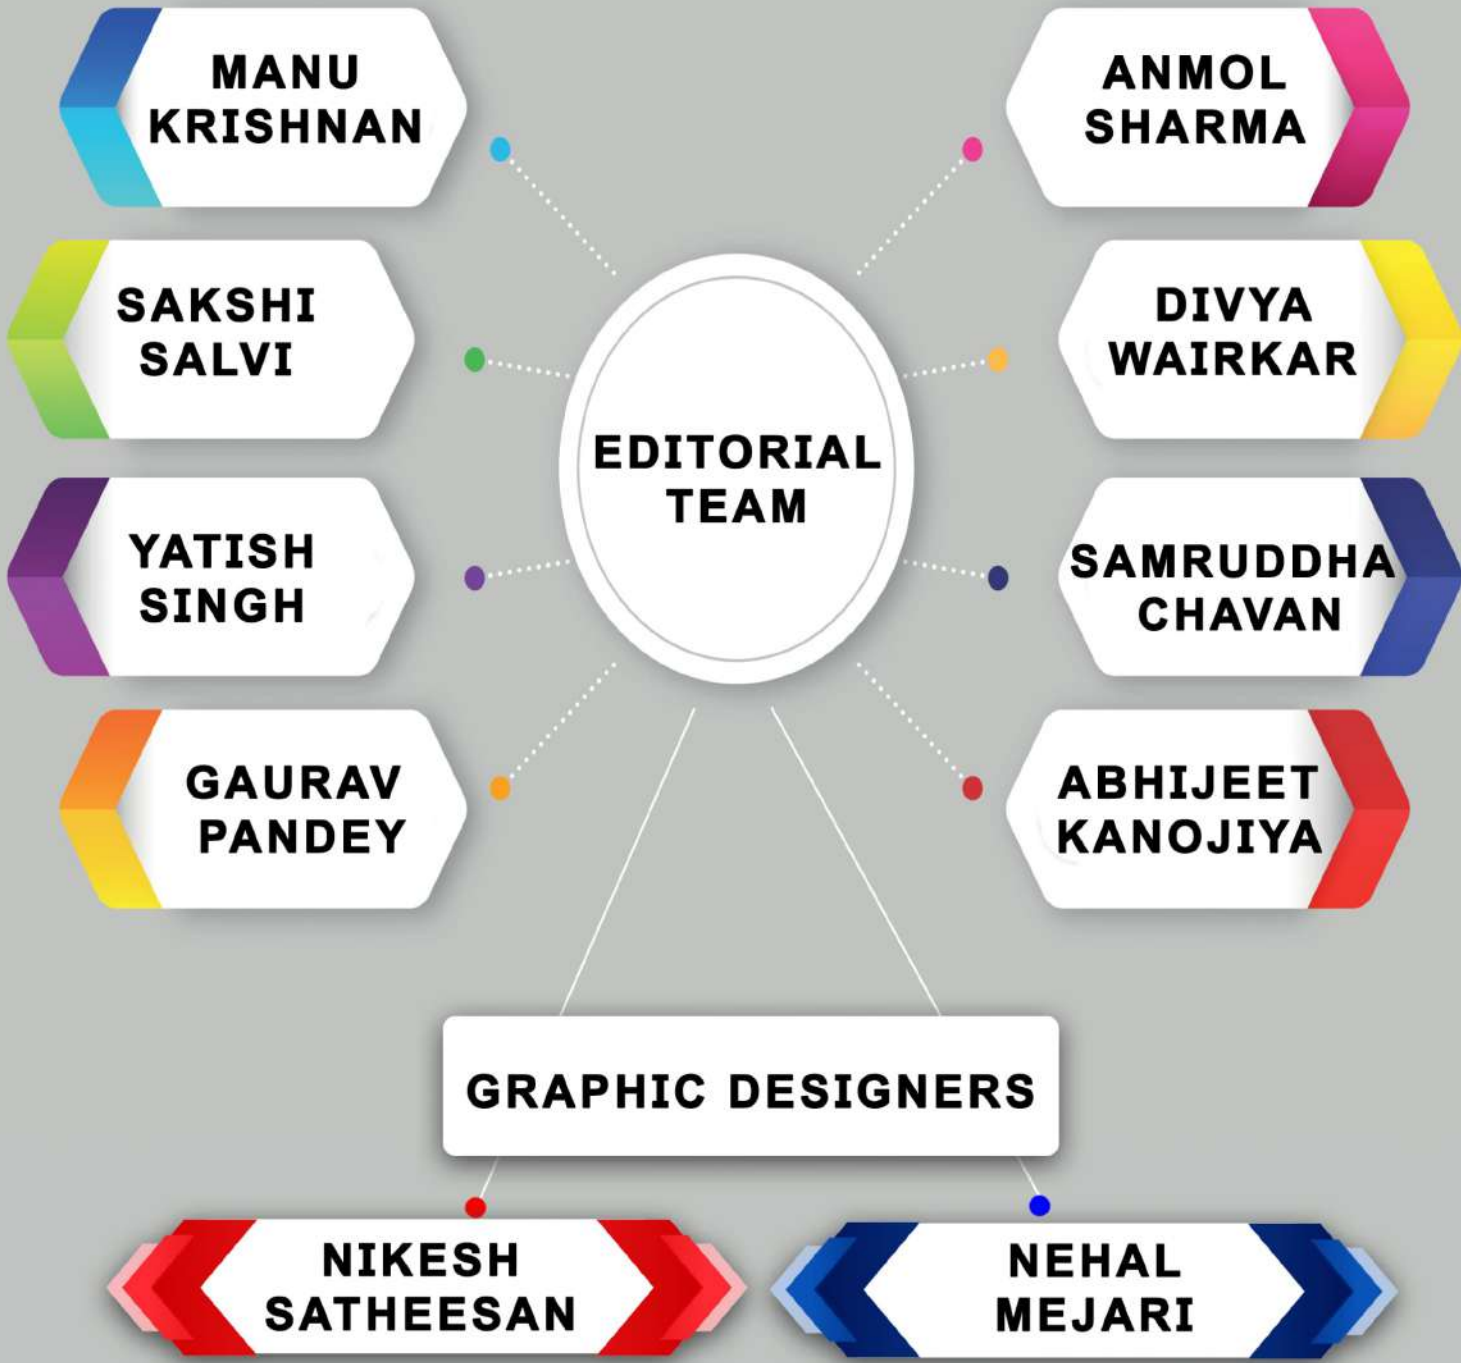 MANU
KRISHNAN
ANMOL
SHARMA
SAKSHI
SALVI
DIVYA
WAIRKAR
EDITORIAL
TEAM
YATISH
SINGH
SAMRUDDHA
CHAVAN
GAURAV
PANDEY
ABHIJEET
KANOJIYA
GRAPHIC DESIGNERS
NIKESH
SATHEESAN
NEHAL
MEJARI